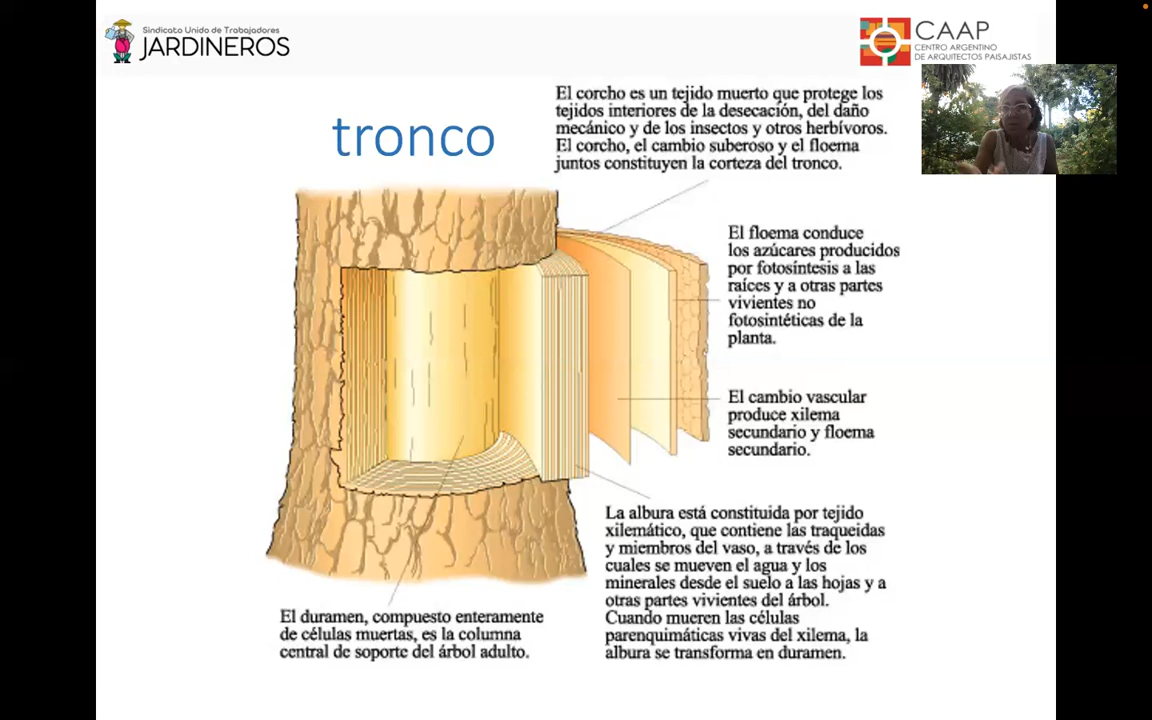 Sindicato Unido de Trabajadores
JARDINEROS
CAAP
CENTRO ARGENTINO
DE ARQUITECTOS PAISAJISTAS
tronco
El corcho es un tejido muerto que protege los
tejidos interiores de la desecación, del daño
mecánico y de los insectos y otros herbívoros.
El corcho, el cambio suberoso y el floema
juntos constituyen la corteza del tronco.
El floema conduce
los azúcares producidos
por fotosíntesis a las
raíces y a otras partes
vivientes no
fotosintéticas de la
planta.
El cambio vascular
produce xilema
secundario y floema
secundario.
La albura está constituida por tejido
xilemático, que contiene las traqueidas
y miembros del vaso, a través de los
cuales se mueven el agua y los
minerales desde el suelo a las hojas y a
otras partes vivientes del árbol.
Cuando mueren las células
parenquimáticas vivas del xilema, la
albura se transforma en duramen.
El duramen, compuesto enteramente
de células muertas, es la columna
central de soporte del árbol adulto.